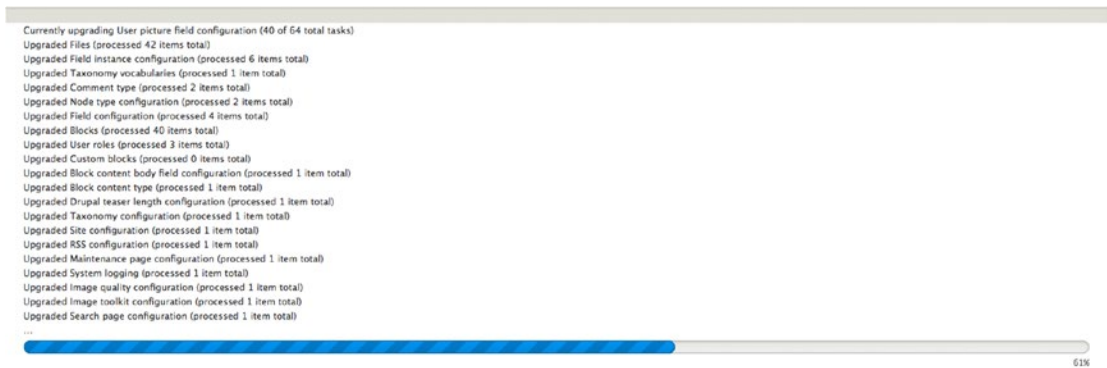 Currently upgrading User picture field configuration (40 of 64 total tasks)
Upgraded Files (processed 42 items total)
Upgraded Field instance configuration (processed 6 items total)
Upgraded Taxonomy vocabularies (processed 1 item total)
Upgraded Comment type (processed 2 items total)
Upgraded Node type configuration (processed 2 items total)
Upgraded Field configuration (processed 4 items total)
Upgraded Blocks (processed 40 items total)
Upgraded User roles (processed 3 items total)
Upgraded Custom blocks (processed 0 items total)
Upgraded Block content body field configuration (processed 1 item total)
Upgraded Block content type (processed 1 item total)
Upgraded Drupal teaser length configuration (processed 1 item total)
Upgraded Taxonomy configuration (processed 1 item total)
Upgraded Site configuration (processed 1 item total)
Upgraded RSS configuration (processed 1 item total)
Upgraded Maintenance page configuration (processed 1 item total)
Upgraded System logging (processed 1 item total)
Upgraded Image quality configuration (processed 1 item total)
Upgraded Image toolkit configuration (processed 1 item total)
Upgraded Search page configuration (processed 1 item total)
...
61%